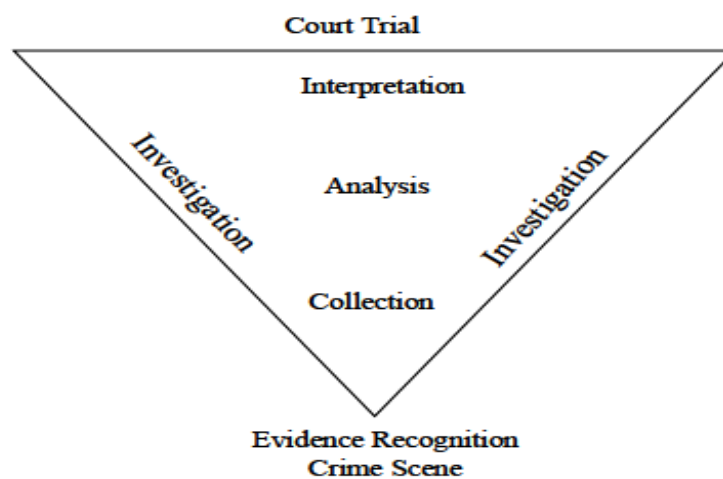 Court Trial
Interpretation
Investigation
Analysis
Investigation
Collection
Evidence Recognition
Crime Scene